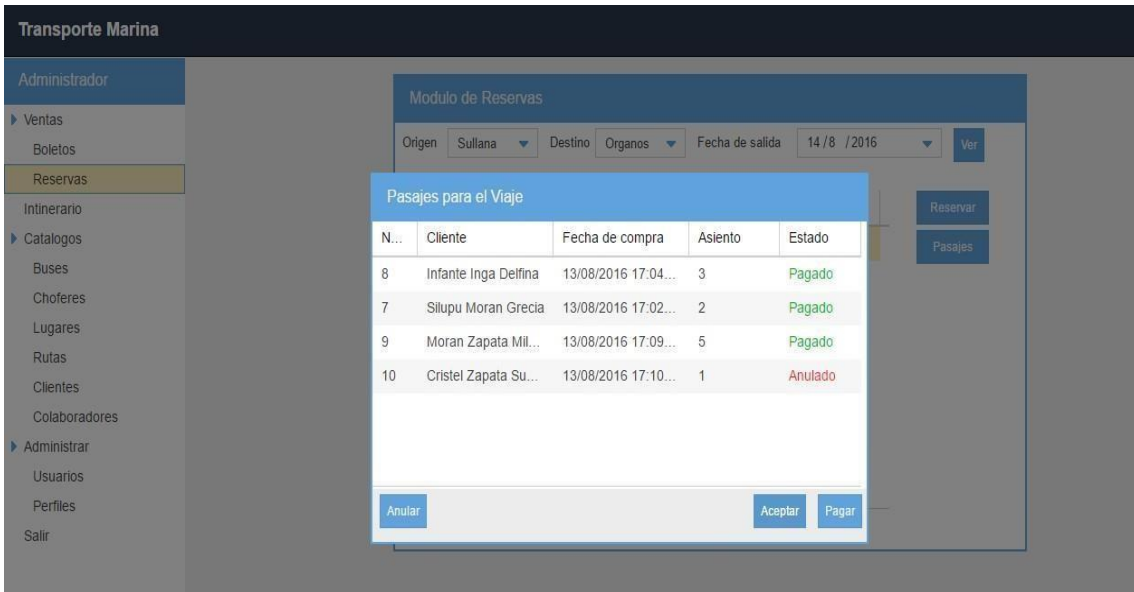 Transporte Marina
Administrador
Ventas
Boletos
Reservas
Intinerario
Catalogos
Buses
Choferes
Lugares
Rutas
Clientes
Colaboradores
Administrar
Usuarios
Perfiles
Salir
Modulo de Reservas
Origen Sullana Destino Organos Fecha de salida 14/8 /2016 Ver
Reservar
Pasajes
Pasajes para el Viaje
N... Cliente Fecha de compra Asiento Estado
8 Infante Inga Delfina 13/08/2016 17:04... 3 Pagado
7 Silupu Moran Grecia 13/08/2016 17:02... 2 Pagado
9 Moran Zapata Mil... 13/08/2016 17:09... 5 Pagado
10 Cristel Zapata Su... 13/08/2016 17:10... 1 Anulado
Anular Aceptar Pagar